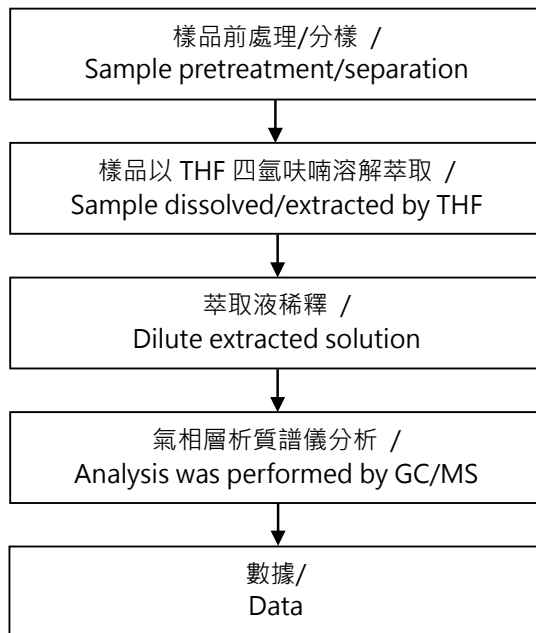 樣品前處理/分樣 /
Sample pretreatment/separation
樣品以 THF 四氫呋喃溶解萃取 /
Sample dissolved/extracted by THF
萃取液稀釋 /
Dilute extracted solution
氣相層析質譜儀分析 /
Analysis was performed by GC/MS
數據/
Data